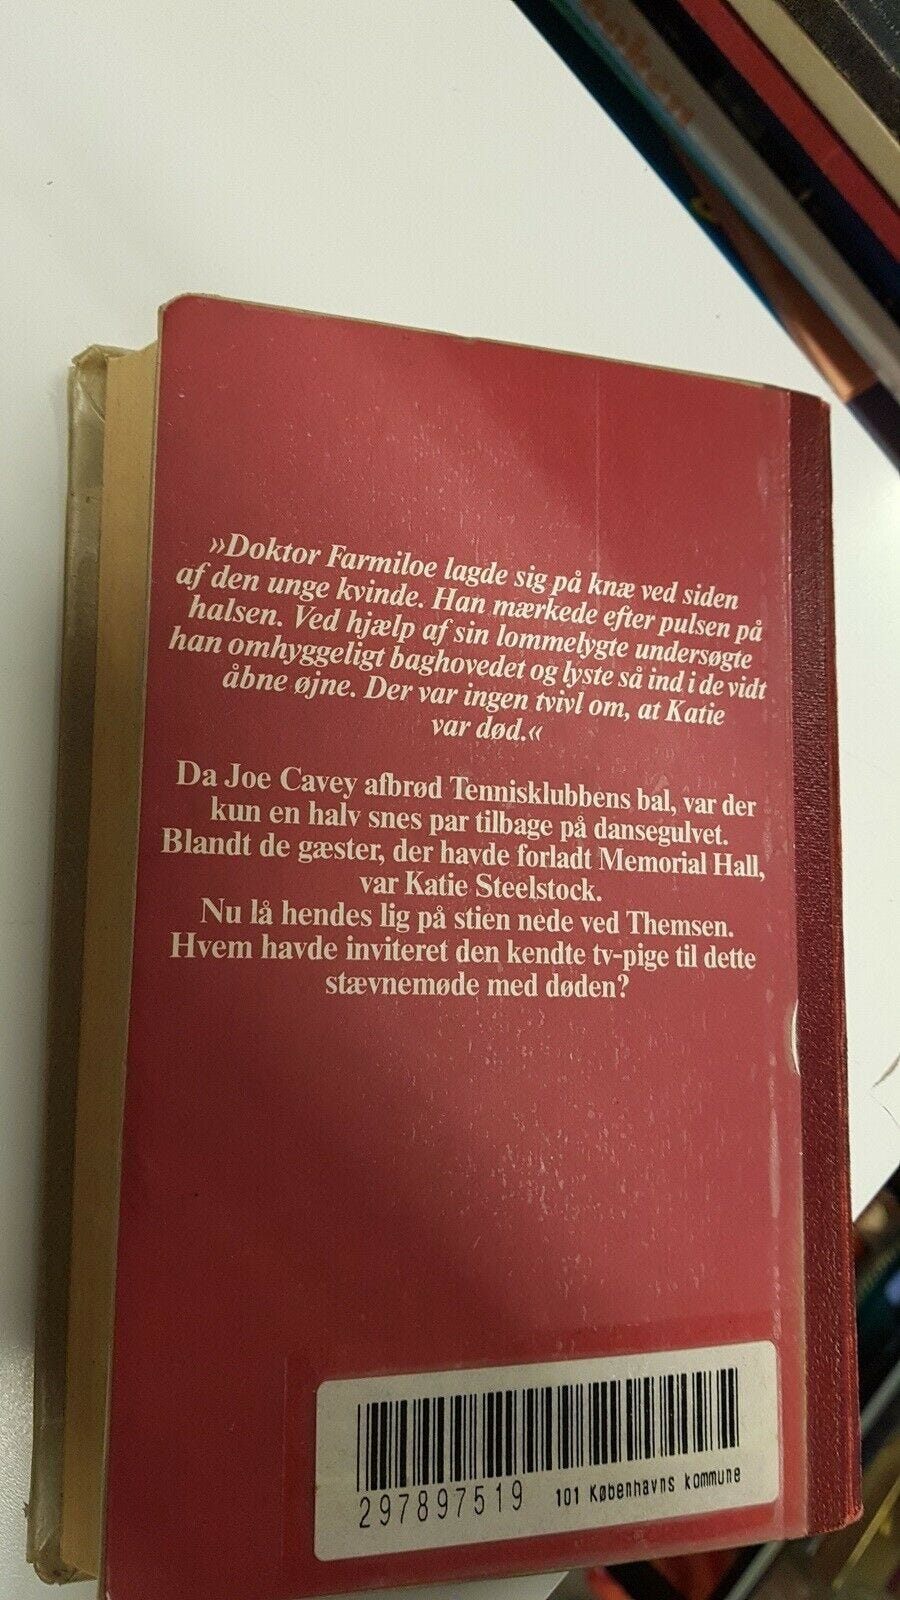 »Doktor Farmiloe lagde sig på knæ ved siden
af den unge kvinde. Han mærkede efter pulsen på
halsen. Ved hjælp af sin lommelygte undersøgte
han omhyggeligt baghovedet og lyste så ind i de vidt
åbne øjne. Der var ingen tvivl om, at Katie
var død.«
Da Joe Cavey afbrød Tennisklubbens bal, var der
kun en halv snes par tilbage på dansegulvet.
Blandt de gæster, der havde forladt Memorial Hall,
var Katie Steelstock.
Nu lå hendes lig på stien nede ved Themsen.
Hvem havde inviteret den kendte tv-pige til dette
stævnemøde med døden?
297897519 101 Københavns kommune